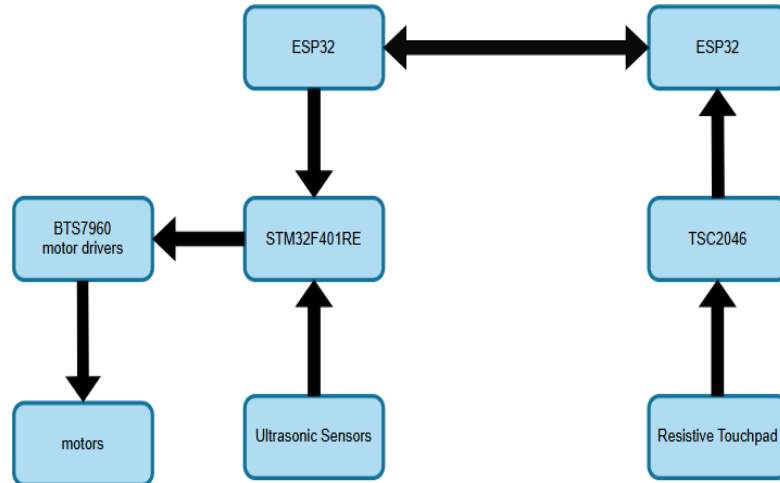 ESP32
ESP32
BTS7960
motor drivers
STM32F401RE
TSC2046
motors
Ultrasonic Sensors
Resistive Touchpad